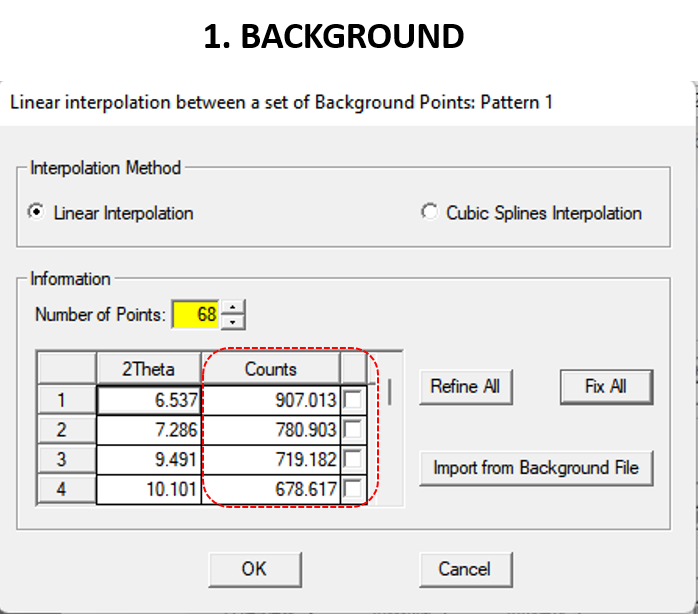 1. BACKGROUND
Linear interpolation between a set of Background Points: Pattern 1
Interpolation Method
Linear Interpolation
Cubic Splines Interpolation
Information
Number of Points: 68
2Theta Counts
1 6.537 907.013
2 7.286 780.903
3 9.491 719.182
4 10.101 678.617
Refine All
Fix All
Import from Background File
OK
Cancel